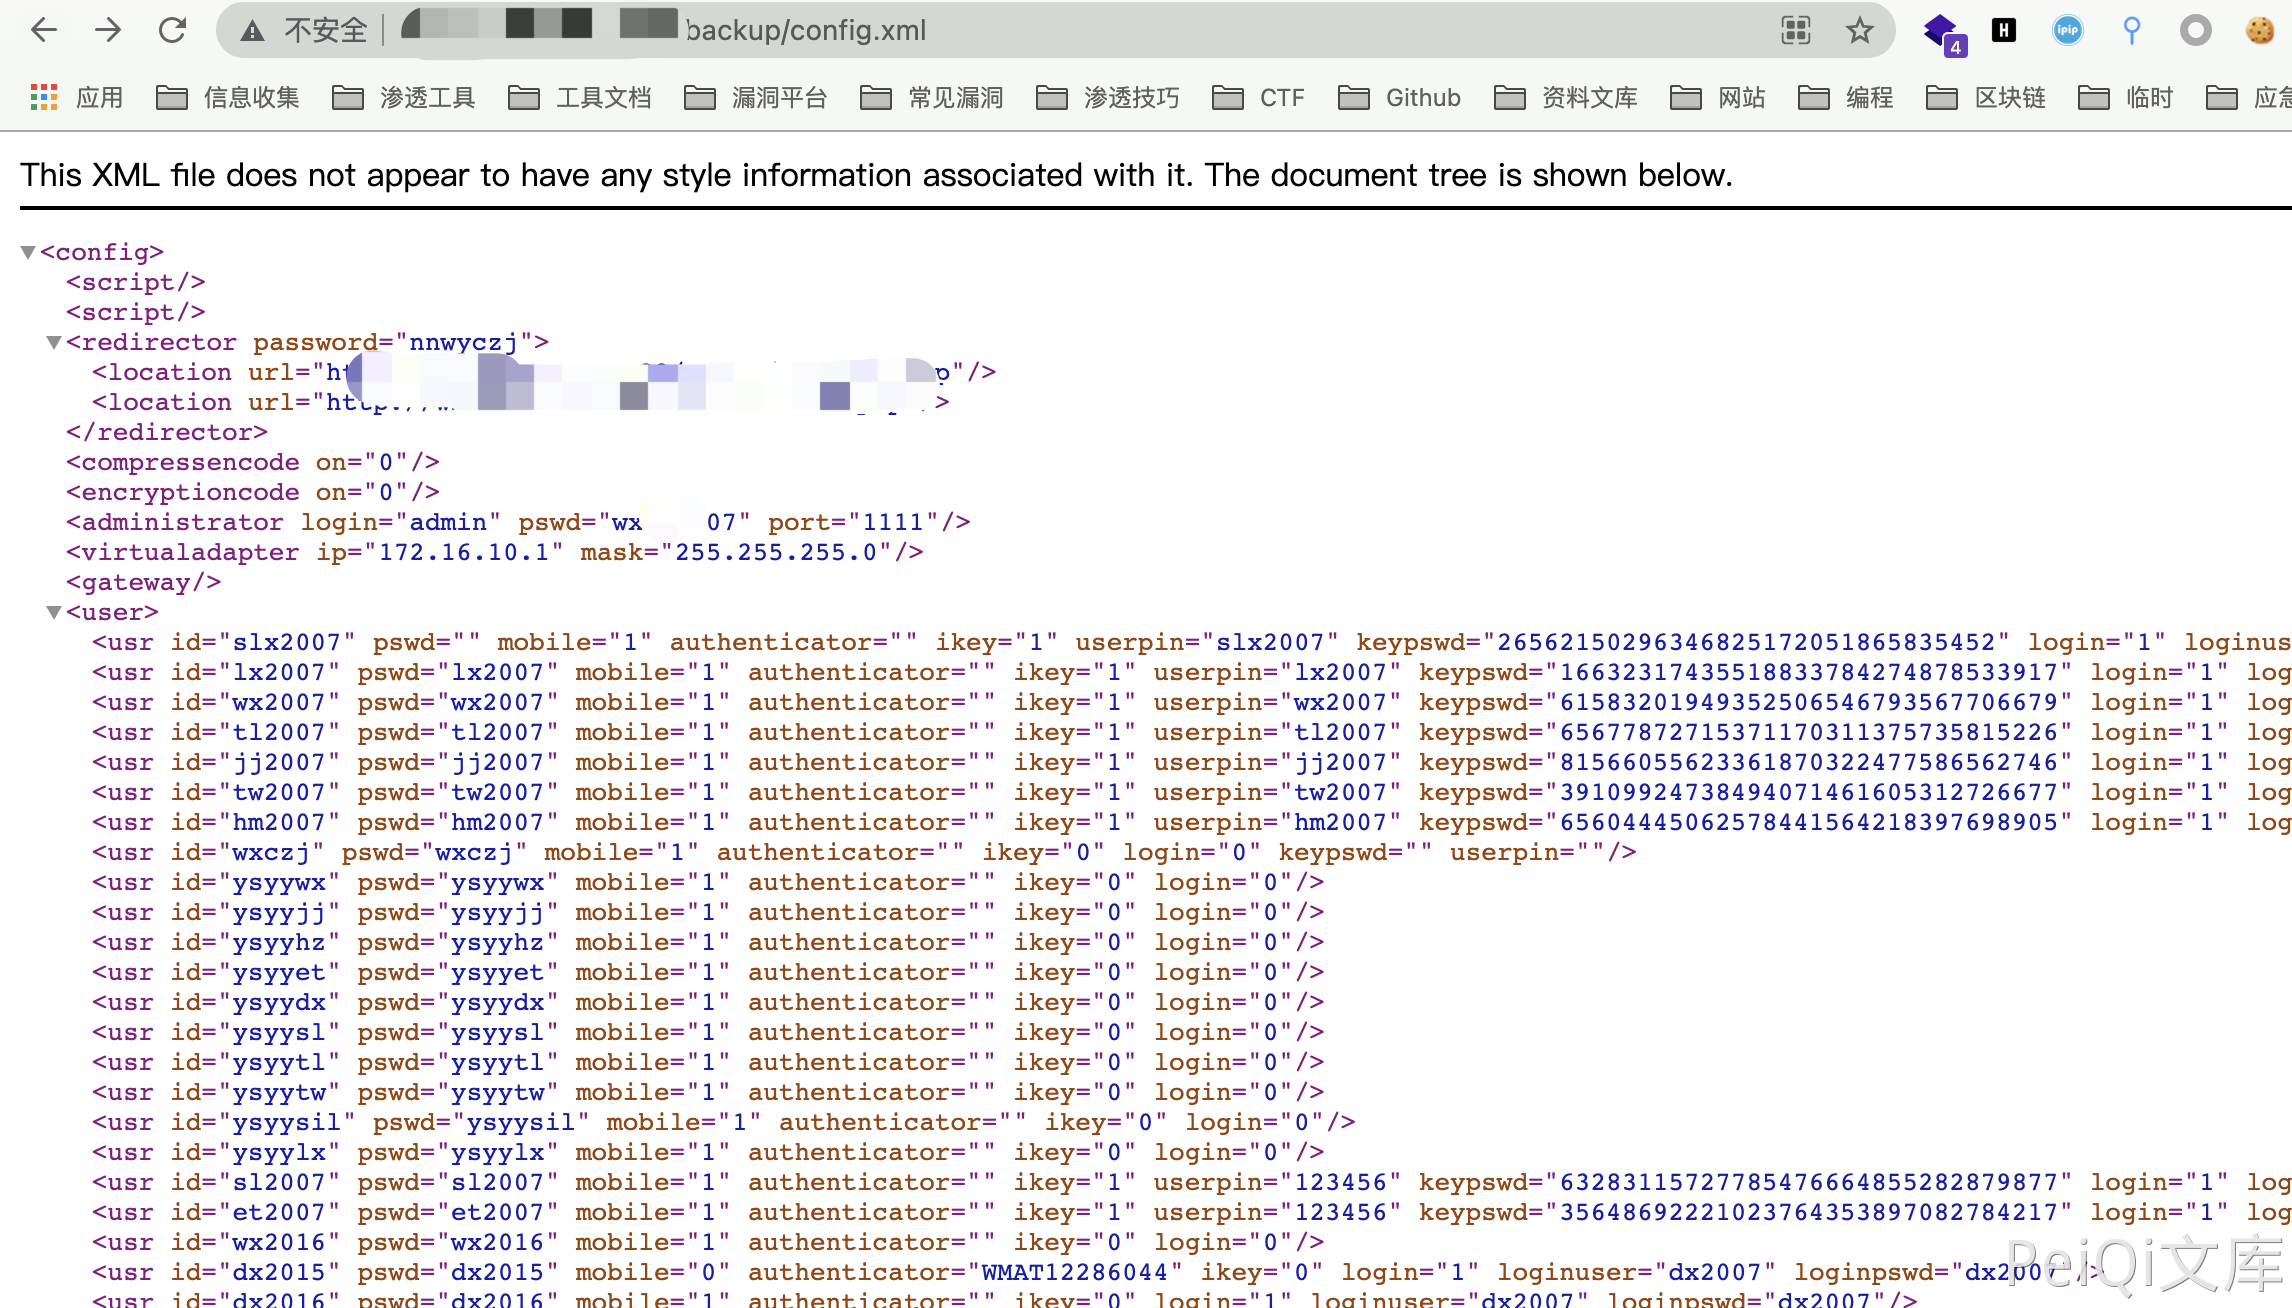 不安全 backup/config.xml
4 H ipip
应用 信息收集 渗透工具 工具文档 漏洞平台 常见漏洞 渗透技巧 CTF Github 资料文库 网站 编程 区块链 临时 应急
This XML file does not appear to have any style information associated with it. The document tree is shown below.
▼<config>
<script/>
<script/>
▼<redirector password="nnwyczj">
<location url="ht p"/>
<location url="http://w >
</redirector>
<compressencode on="0"/>
<encryptioncode on="0"/>
<administrator login="admin" pswd="wx 07" port="1111"/>
<virtualadapter ip="172.16.10.1" mask="255.255.255.0"/>
<gateway/>
▼<user>
<usr id="slx2007" pswd="" mobile="1" authenticator="" ikey="1" userpin="slx2007" keypswd="26562150296346825172051865835452" login="1" loginus
<usr id="lx2007" pswd="lx2007" mobile="1" authenticator="" ikey="1" userpin="lx2007" keypswd="16632317435518833784274878533917" login="1" log
<usr id="wx2007" pswd="wx2007" mobile="1" authenticator="" ikey="1" userpin="wx2007" keypswd="61583201949352506546793567706679" login="1" log
<usr id="tl2007" pswd="tl2007" mobile="1" authenticator="" ikey="1" userpin="tl2007" keypswd="65677872715371170311375735815226" login="1" log
<usr id="jj2007" pswd="jj2007" mobile="1" authenticator="" ikey="1" userpin="jj2007" keypswd="81566055623361870322477586562746" login="1" log
<usr id="tw2007" pswd="tw2007" mobile="1" authenticator="" ikey="1" userpin="tw2007" keypswd="39109924738494071461605312726677" login="1" log
<usr id="hm2007" pswd="hm2007" mobile="1" authenticator="" ikey="1" userpin="hm2007" keypswd="65604445062578441564218397698905" login="1" log
<usr id="wxczj" pswd="wxczj" mobile="1" authenticator="" ikey="0" login="0" keypswd="" userpin=""/>
<usr id="ysyywx" pswd="ysyywx" mobile="1" authenticator="" ikey="0" login="0"/>
<usr id="ysyyjj" pswd="ysyyjj" mobile="1" authenticator="" ikey="0" login="0"/>
<usr id="ysyyhz" pswd="ysyyhz" mobile="1" authenticator="" ikey="0" login="0"/>
<usr id="ysyyet" pswd="ysyyet" mobile="1" authenticator="" ikey="0" login="0"/>
<usr id="ysyydx" pswd="ysyydx" mobile="1" authenticator="" ikey="0" login="0"/>
<usr id="ysyysl" pswd="ysyysl" mobile="1" authenticator="" ikey="0" login="0"/>
<usr id="ysyytl" pswd="ysyytl" mobile="1" authenticator="" ikey="0" login="0"/>
<usr id="ysyytw" pswd="ysyytw" mobile="1" authenticator="" ikey="0" login="0"/>
<usr id="ysyysil" pswd="ysyysil" mobile="1" authenticator="" ikey="0" login="0"/>
<usr id="ysyylx" pswd="ysyylx" mobile="1" authenticator="" ikey="0" login="0"/>
<usr id="sl2007" pswd="sl2007" mobile="1" authenticator="" ikey="1" userpin="123456" keypswd="63283115727785476664855282879877" login="1" log
<usr id="et2007" pswd="et2007" mobile="1" authenticator="" ikey="1" userpin="123456" keypswd="35648692221023764353897082784217" login="1" log
<usr id="wx2016" pswd="wx2016" mobile="1" authenticator="" ikey="0" login="0"/>
<usr id="dx2015" pswd="dx2015" mobile="0" authenticator="WMAT12286044" ikey="0" login="1" loginuser="dx2007" loginpswd="dx2007"/>
<usr id="dx2016" pswd="dx2016" mobile="1" authenticator="" ikey="0" login="1" loginuser="dx2007" loginpswd="dx2007"/>
PeiQi文库